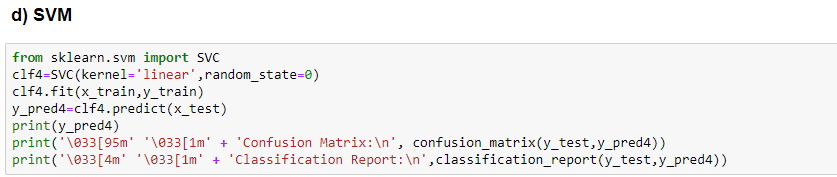 d) SVM
from sklearn.svm import SVC
clf4=SVC(kernel='linear',random_state=0)
clf4.fit(x_train,y_train)
y_pred4=clf4.predict(x_test)
print(y_pred4)
print('\033[95m' '\033[1m' + 'Confusion Matrix:\n', confusion_matrix(y_test,y_pred4))
print('\033[4m' '\033[1m' + 'Classification Report:\n',classification_report(y_test,y_pred4))